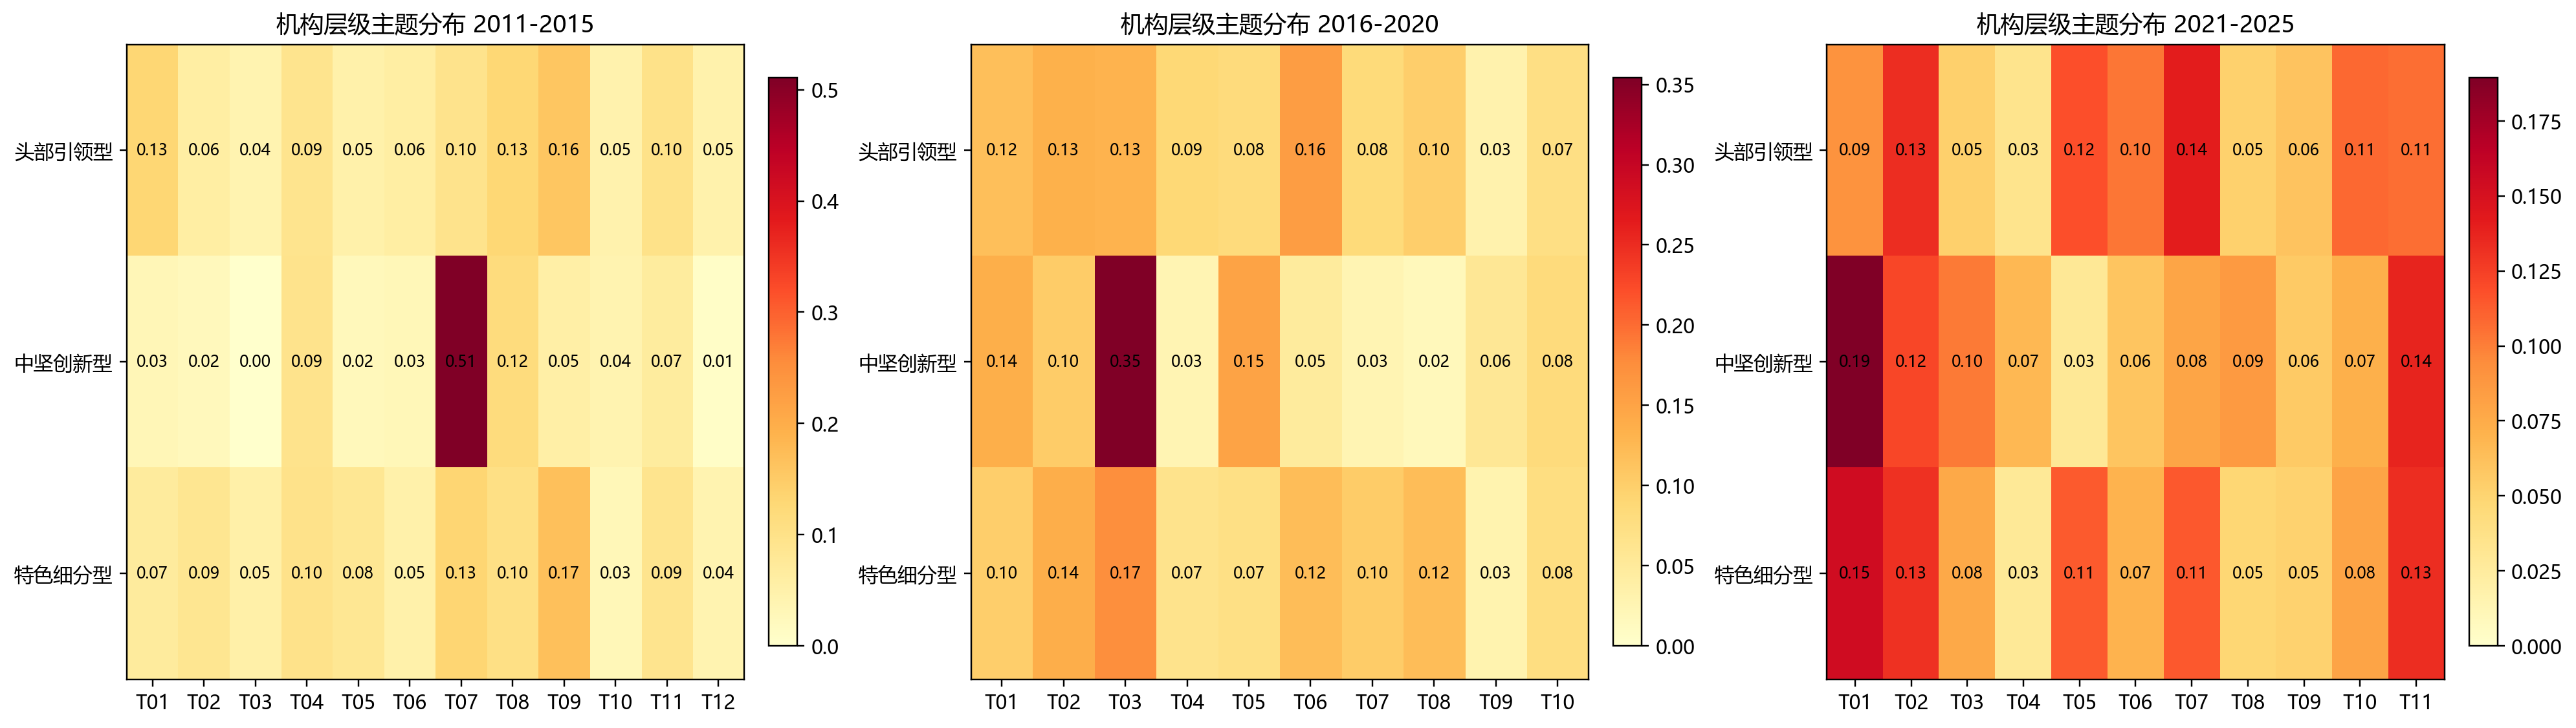 机构层级主题分布 2011-2015
头部引领型 0.13 0.06 0.04 0.09 0.05 0.06 0.10 0.13 0.16 0.05 0.10 0.05
中坚创新型 0.03 0.02 0.00 0.09 0.02 0.03 0.51 0.12 0.05 0.04 0.07 0.01
特色细分型 0.07 0.09 0.05 0.10 0.08 0.05 0.13 0.10 0.17 0.03 0.09 0.04
T01 T02 T03 T04 T05 T06 T07 T08 T09 T10 T11 T12
0.5
0.4
0.3
0.2
0.1
0.0
机构层级主题分布 2016-2020
头部引领型 0.12 0.13 0.13 0.09 0.08 0.16 0.08 0.10 0.03 0.07
中坚创新型 0.14 0.10 0.35 0.03 0.15 0.05 0.03 0.02 0.06 0.08
特色细分型 0.10 0.14 0.17 0.07 0.07 0.12 0.10 0.12 0.03 0.08
T01 T02 T03 T04 T05 T06 T07 T08 T09 T10
0.35
0.30
0.25
0.20
0.15
0.10
0.05
0.00
机构层级主题分布 2021-2025
头部引领型 0.09 0.13 0.05 0.03 0.12 0.10 0.14 0.05 0.06 0.11 0.11
中坚创新型 0.19 0.12 0.10 0.07 0.03 0.06 0.08 0.09 0.06 0.07 0.14
特色细分型 0.15 0.13 0.08 0.03 0.11 0.07 0.11 0.05 0.05 0.08 0.13
T01 T02 T03 T04 T05 T06 T07 T08 T09 T10 T11
0.175
0.150
0.125
0.100
0.075
0.050
0.025
0.000